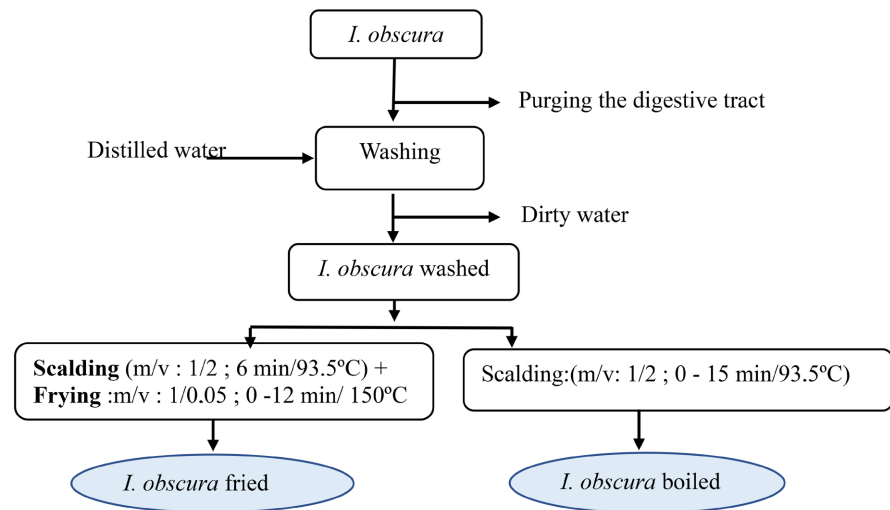 I. obscura
Purging the digestive tract
Distilled water
Washing
Dirty water
I. obscura washed
Scalding (m/v : 1/2 ; 6 min/93.5ºC) +
Frying :m/v : 1/0.05 ; 0 -12 min/ 150ºC
Scalding:(m/v: 1/2 ; 0 - 15 min/93.5ºC)
I. obscura fried
I. obscura boiled